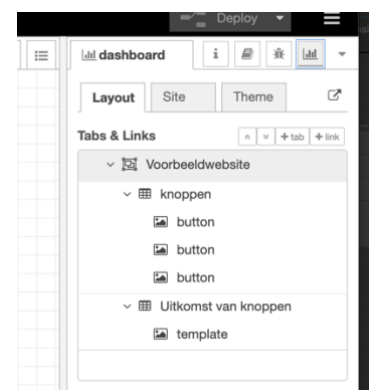 Deploy
dashboard
i
Layout
Site
Theme
Tabs & Links
+ tab
+ link
Voorbeeldwebsite
knoppen
button
button
button
Uitkomst van knoppen
template